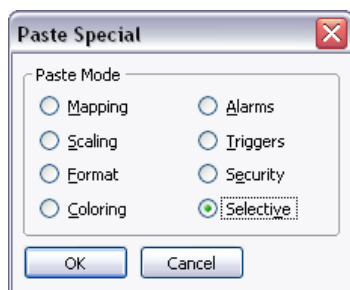 Paste Special
Paste Mode
Mapping
Alarms
Scaling
Triggers
Format
Security
Coloring
Selective
OK
Cancel